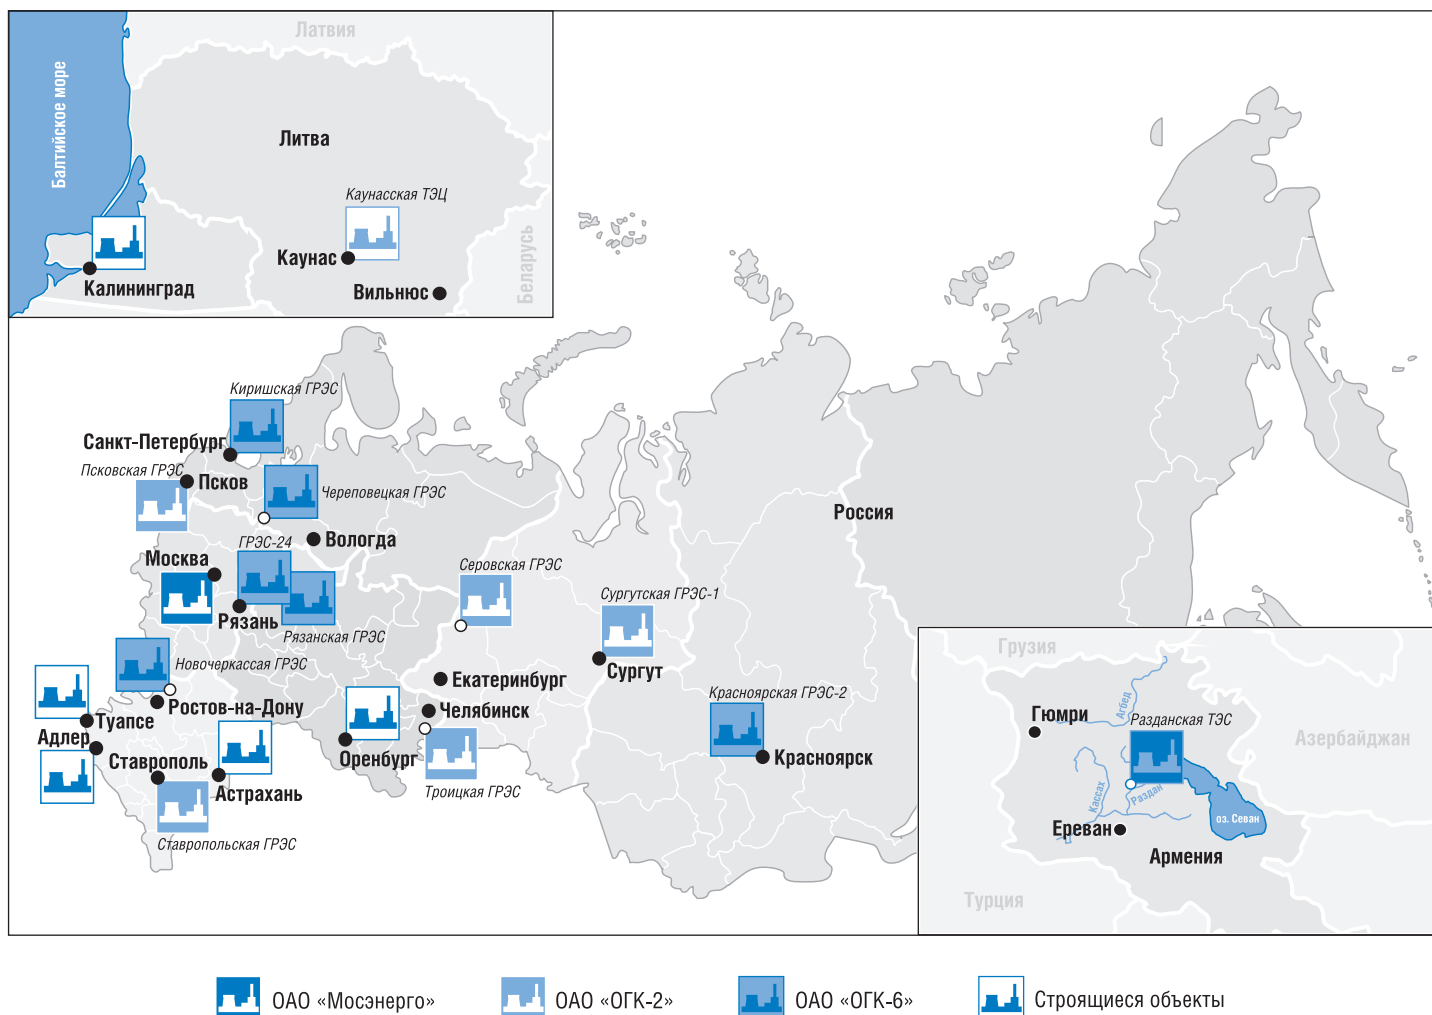 Латвия
Балтийское море
Литва
Каунасская ТЭЦ
Каунас
Беларусь
Калининград
Вильнюс
Киришская ГРЭС
Санкт-Петербург
Псковская ГРЭС
Псков
Череповецкая ГРЭС
Россия
ГРЭС-24
Вологда
Москва
Серовская ГРЭС
Сургутская ГРЭС-1
Рязань
Рязанская ГРЭС
Новочеркассая ГРЭС
Екатеринбург
Сургут
Красноярская ГРЭС-2
Ростов-на-Дону
Челябинск
Туапсе
Адлер
Ставрополь
Оренбург
Красноярск
Астрахань
Троицкая ГРЭС
Ставропольская ГРЭС
Грузия
Агбед
Гюмри
Разданская ТЭС
Азербайджан
Кассах
Раздан
оз. Севан
Ереван
Армения
Турция
ОАО «Мосэнерго»
ОАО «ОГК-2»
ОАО «ОГК-6»
Строящиеся объекты